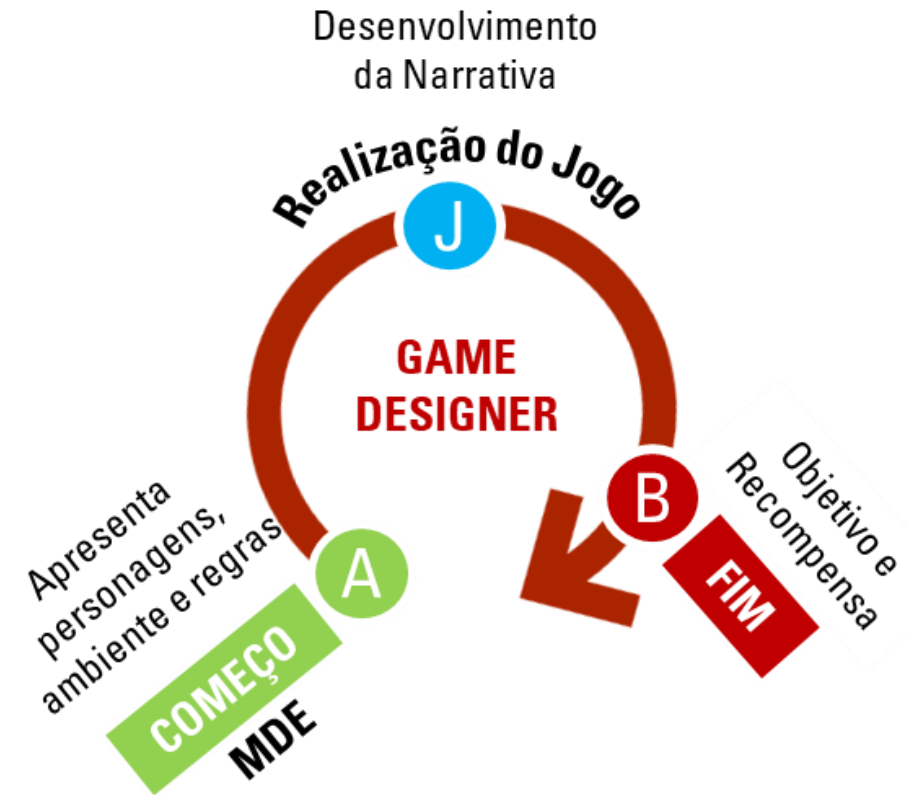 Desenvolvimento
da Narrativa
Realização do Jogo
J
GAME
DESIGNER
A
Apresenta
personagens,
ambiente e regras
COMEÇO
MDE
B
FIM
Objetivo e
Recompensa